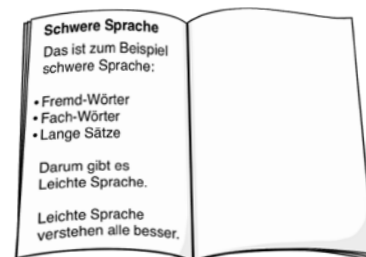 Schwere Sprache
Das ist zum Beispiel
schwere Sprache:
• Fremd-Wörter
• Fach-Wörter
• Lange Sätze
Darum gibt es
Leichte Sprache.
Leichte Sprache
verstehen alle besser.